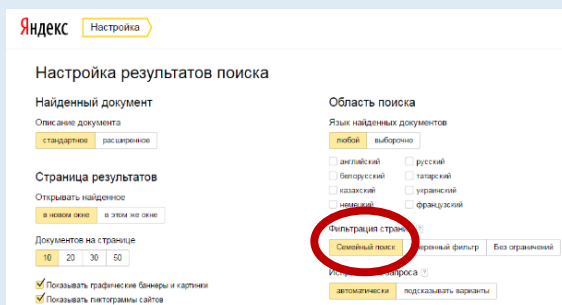 Яндекс Настройка
Настройка результатов поиска
Найденный документ
Описание документа
стандартное расширенное
Страница результатов
Открывать найденное
в новом окне в этом же окне
Документов на странице
10 20 30 50
Показывать графические баннеры и картинки
Показывать пиктограммы сайтов
Область поиска
Язык найденных документов
любой выборочно
английский русский
белорусский татарский
казахский украинский
немецкий французский
Фильтрация ?
Семейный поиск фильтр Без ограничений
?
автоматически подсказывать варианты